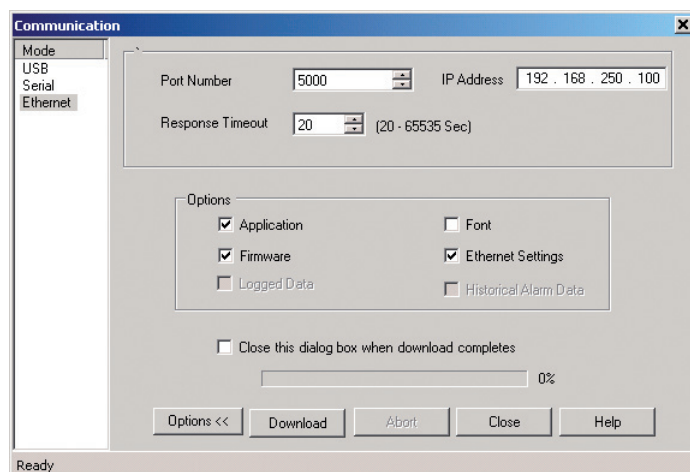 Communication
Mode
USB
Serial
Ethernet
Port Number 5000 IP Address 192 . 168 . 250 . 100
Response Timeout 20 (20 - 65535 Sec)
Options
Application Font
Firmware Ethernet Settings
Logged Data Historical Alarm Data
Close this dialog box when download completes
0%
Options << Download Abort Close Help
Ready